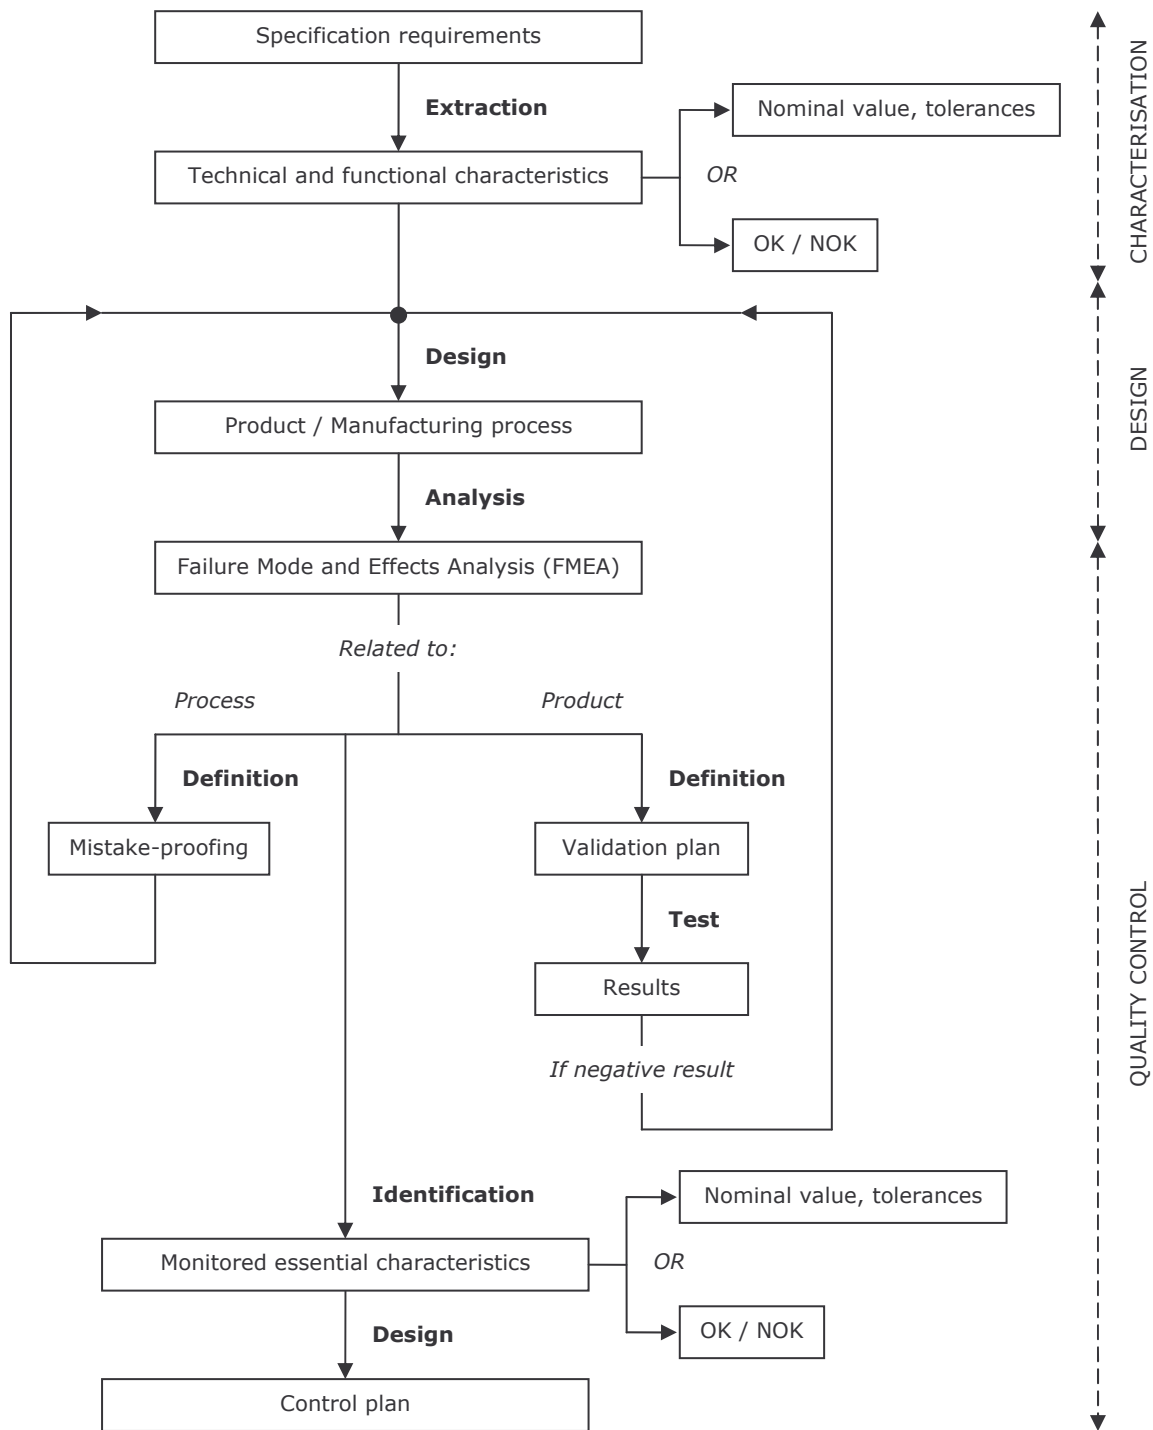 Specification requirements
Extraction
Nominal value, tolerances
Technical and functional characteristics
OR
OK / NOK
CHARACTERISATION
Design
Product / Manufacturing process
DESIGN
Analysis
Failure Mode and Effects Analysis (FMEA)
Related to:
Process
Product
Definition
Definition
Mistake-proofing
Validation plan
Test
Results
If negative result
QUALITY CONTROL
Identification
Nominal value, tolerances
Monitored essential characteristics
OR
OK / NOK
Design
Control plan